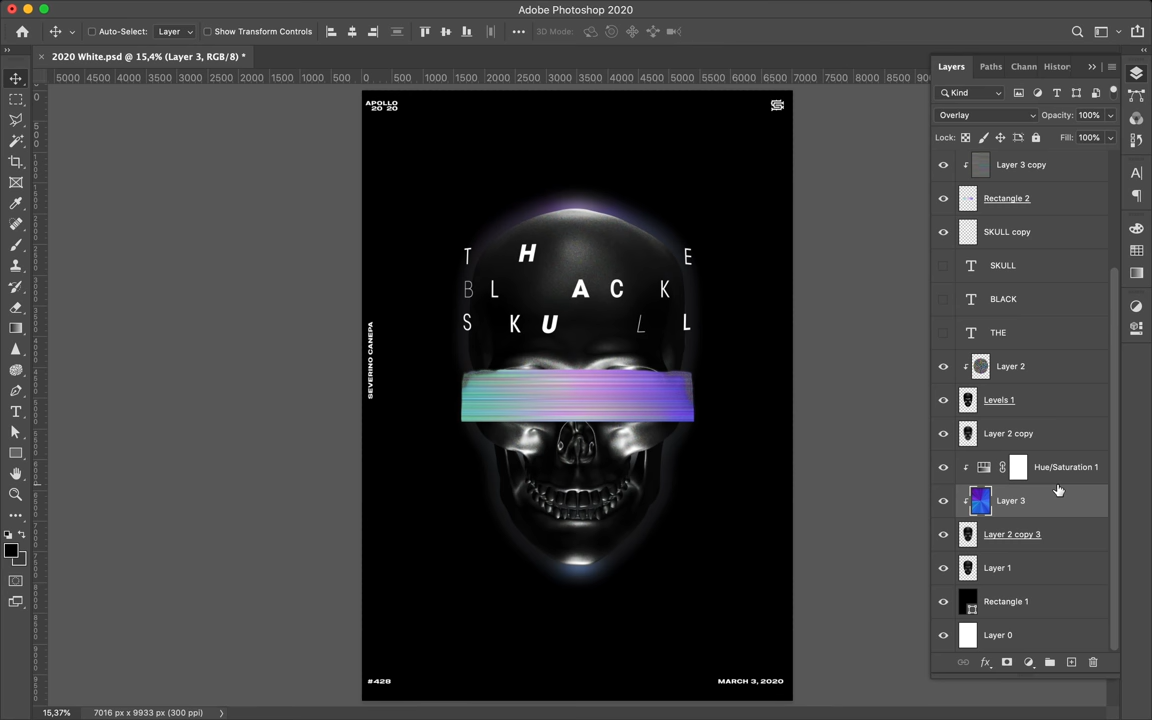 Adobe Photoshop 2020
Auto-Select: Layer Show Transform Controls 3D Mode:
2020 White.psd @ 15,4% (Layer 3, RGB/8) *
5000 4500 4000 3500 3000 2500 2000 1500 1000 500 0 500 1000 1500 2000 2500 3000 3500 4000 4500 5000 5500 6000 6500 7000 7500 8000 8500
Layers Paths Chann Histor
Kind
Overlay Opacity: 100%
Lock: Fill: 100%
Layer 3 copy
Rectangle 2
SKULL copy
SKULL
BLACK
THE
Layer 2
Levels 1
Layer 2 copy
Hue/Saturation 1
Layer 3
Layer 2 copy 3
Layer 1
Rectangle 1
Layer 0
APOLLO
20 20
T H E
B L A C K
S K U L L
SEVERINO CANEPA
#428 MARCH 3, 2020
15,37% 7016 px x 9933 px (300 ppi)